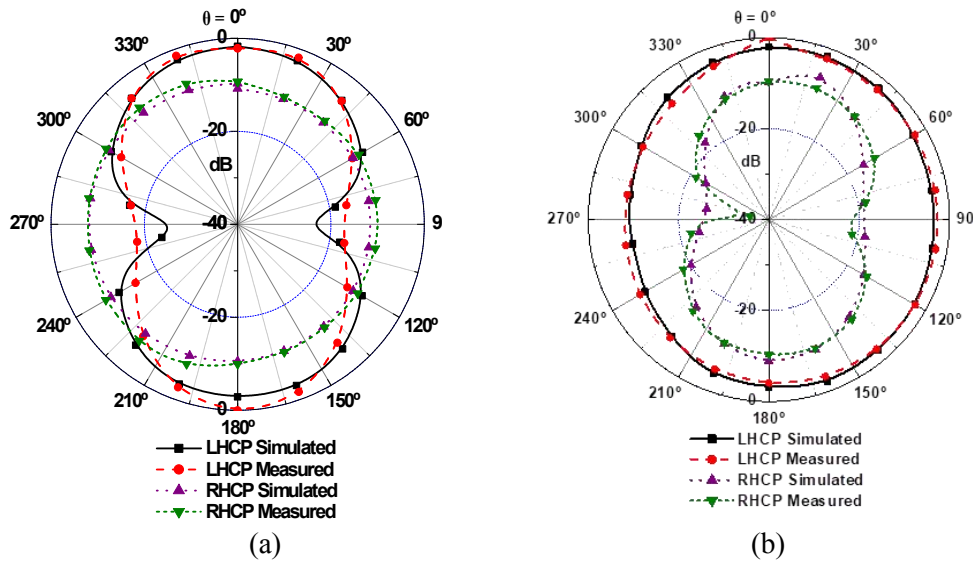 θ = 0º
0
330º
30º
300º
60º
-20
dB
270º
-40
9
240º
120º
-20
210º
150º
0
180º
LHCP Simulated
LHCP Measured
RHCP Simulated
RHCP Measured
(a)
θ = 0º
0
330º
30º
300º
60º
-20
dB
270º
-40
90
240º
120º
-20
210º
150º
0
180º
LHCP Simulated
LHCP Measured
RHCP Simulated
RHCP Measured
(b)